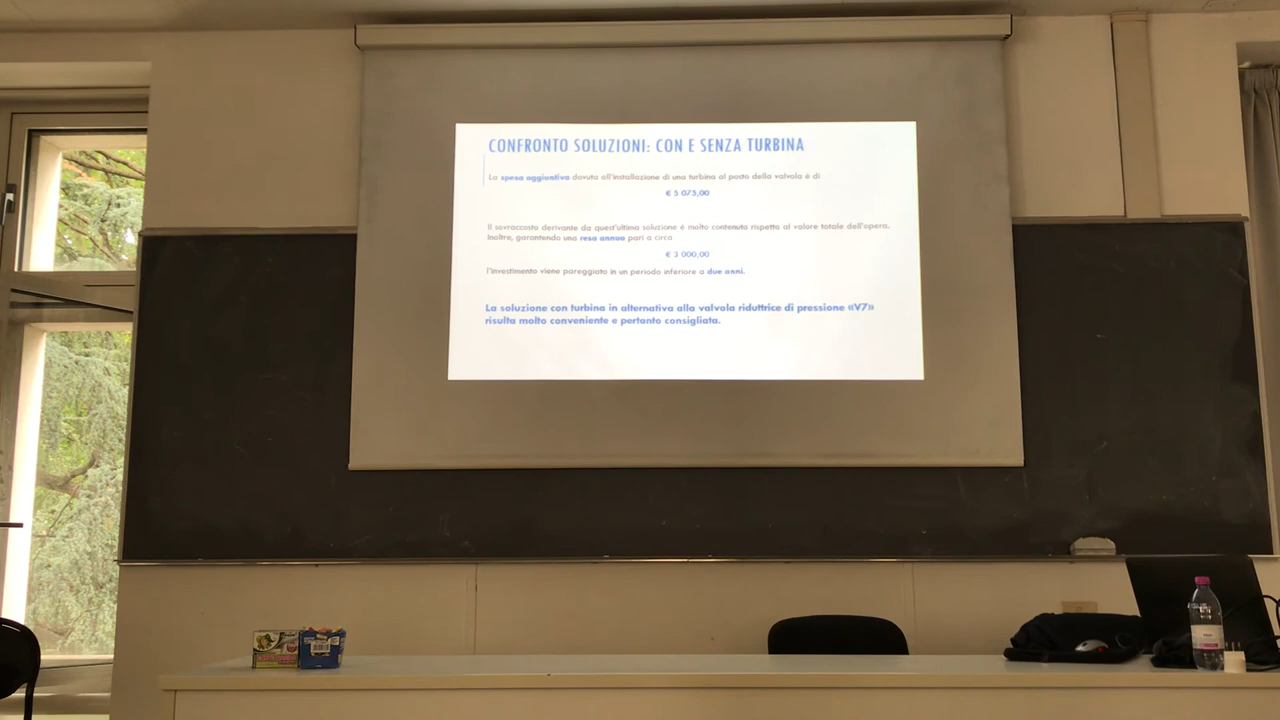 CONFRONTO SOLUZIONI: CON E SENZA TURBINA
La spesa aggiuntiva dovuta all'installazione di una turbina al posto della valvola è di
€ 5 075,00
Il sovraccosto derivante da quest'ultima soluzione è molto contenuto rispetto al valore totale dell'opera.
Inoltre, garantendo una resa annua pari a circa
€ 3 000,00
l'investimento viene pareggiato in un periodo inferiore a due anni.
La soluzione con turbina in alternativa alla valvola riduttrice di pressione «V7»
risulta molto conveniente e pertanto consigliata.